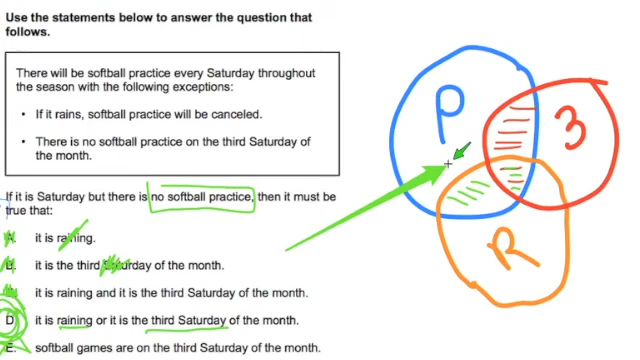 Use the statements below to answer the question that
follows.
There will be softball practice every Saturday throughout
the season with the following exceptions:
• If it rains, softball practice will be canceled.
• There is no softball practice on the third Saturday of
the month.
If it is Saturday but there is no softball practice, then it must be
true that:
A. it is raining.
B. it is the third Saturday of the month.
it is raining and it is the third Saturday of the month.
D. it is raining or it is the third Saturday of the month.
E. softball games are on the third Saturday of the month.
P
3
R